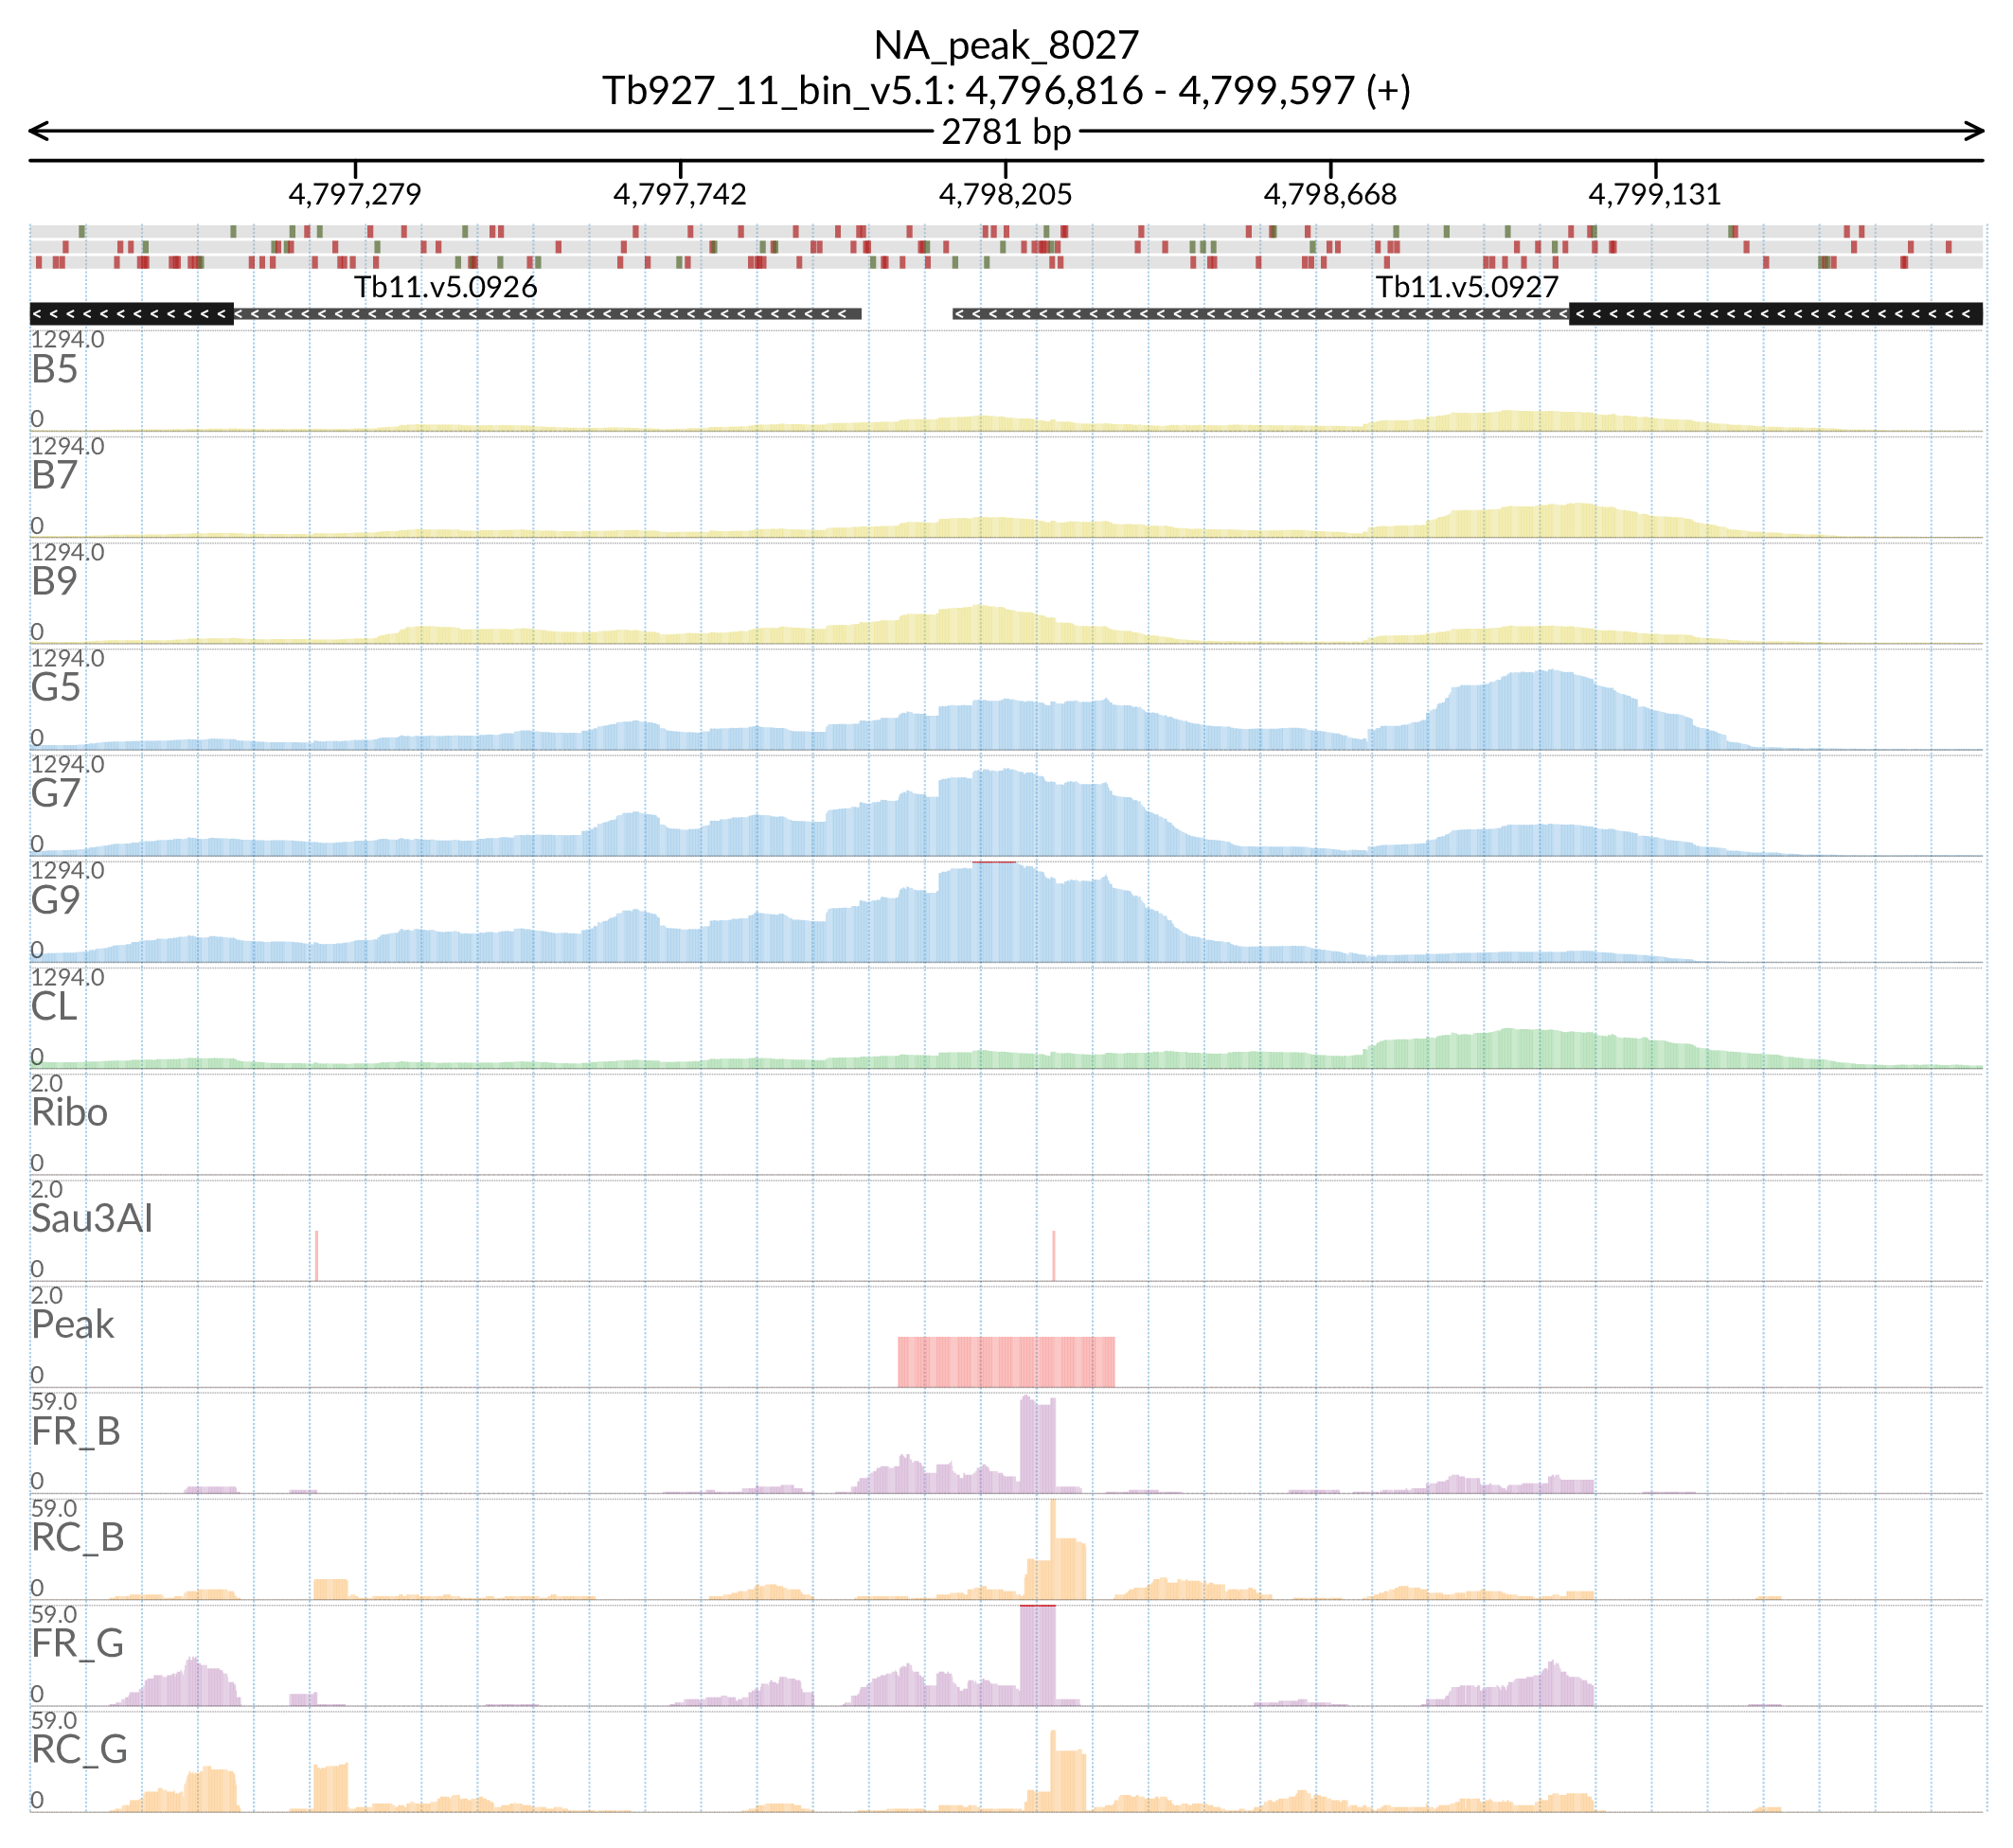 NA_peak_8027
Tb927_11_bin_v5.1: 4,796,816 - 4,799,597 (+)
2781 bp
4,797,279 4,797,742 4,798,205 4,798,668 4,799,131
Tb11.v5.0926 Tb11.v5.0927
1294.0
B5
0
1294.0
B7
0
1294.0
B9
0
1294.0
G5
0
1294.0
G7
0
1294.0
G9
0
1294.0
CL
0
2.0
Ribo
0
2.0
Sau3AI
0
2.0
Peak
0
59.0
FR_B
0
59.0
RC_B
0
59.0
FR_G
0
59.0
RC_G
0